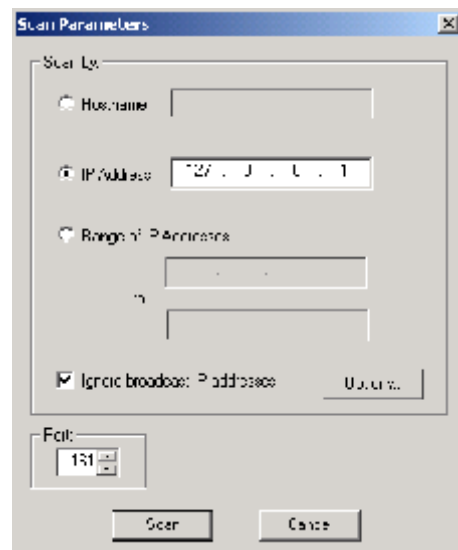 Scan Parameters
Scan by:
Hostname
IP Address
127 . 0 . 0 . 1
Range of IP Addresses
to
Ignore broadcast IP addresses
Options...
Port:
161
Scan
Cancel